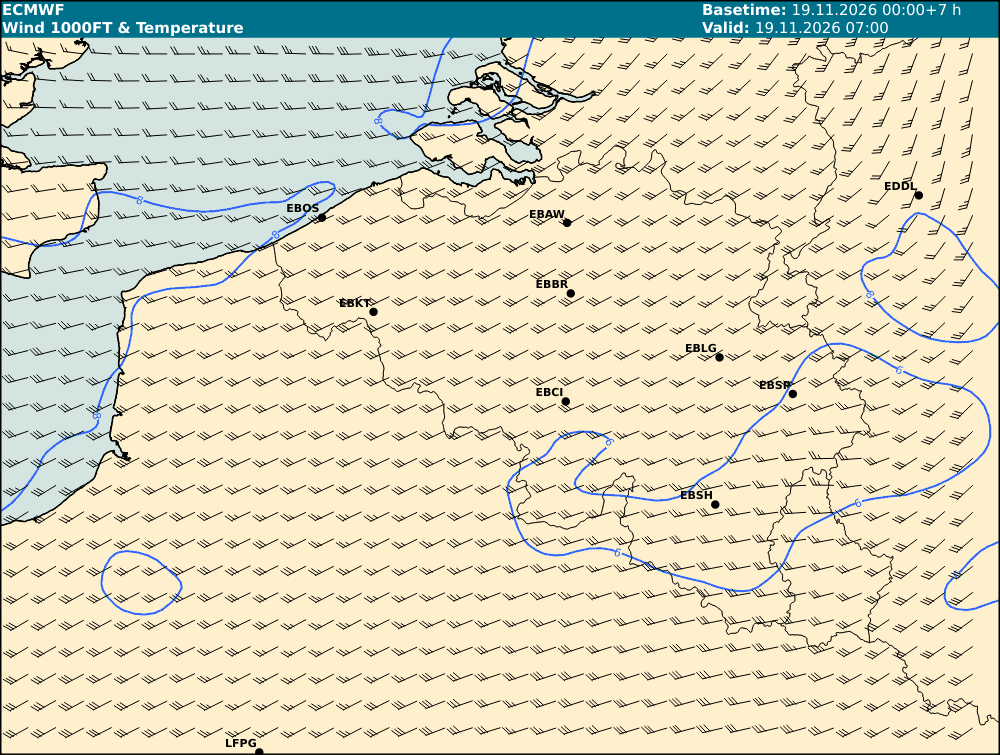 ECMWF
Basetime: 19.11.2026 00:00+7 h
Wind 1000FT & Temperature
Valid: 19.11.2026 07:00
8
EDDL
8
EBOS
EBAW
8
EBBR
8
EBKT
EBLG
6
EBSP
EBCI
8
6
EBSH
6
6
LFPG